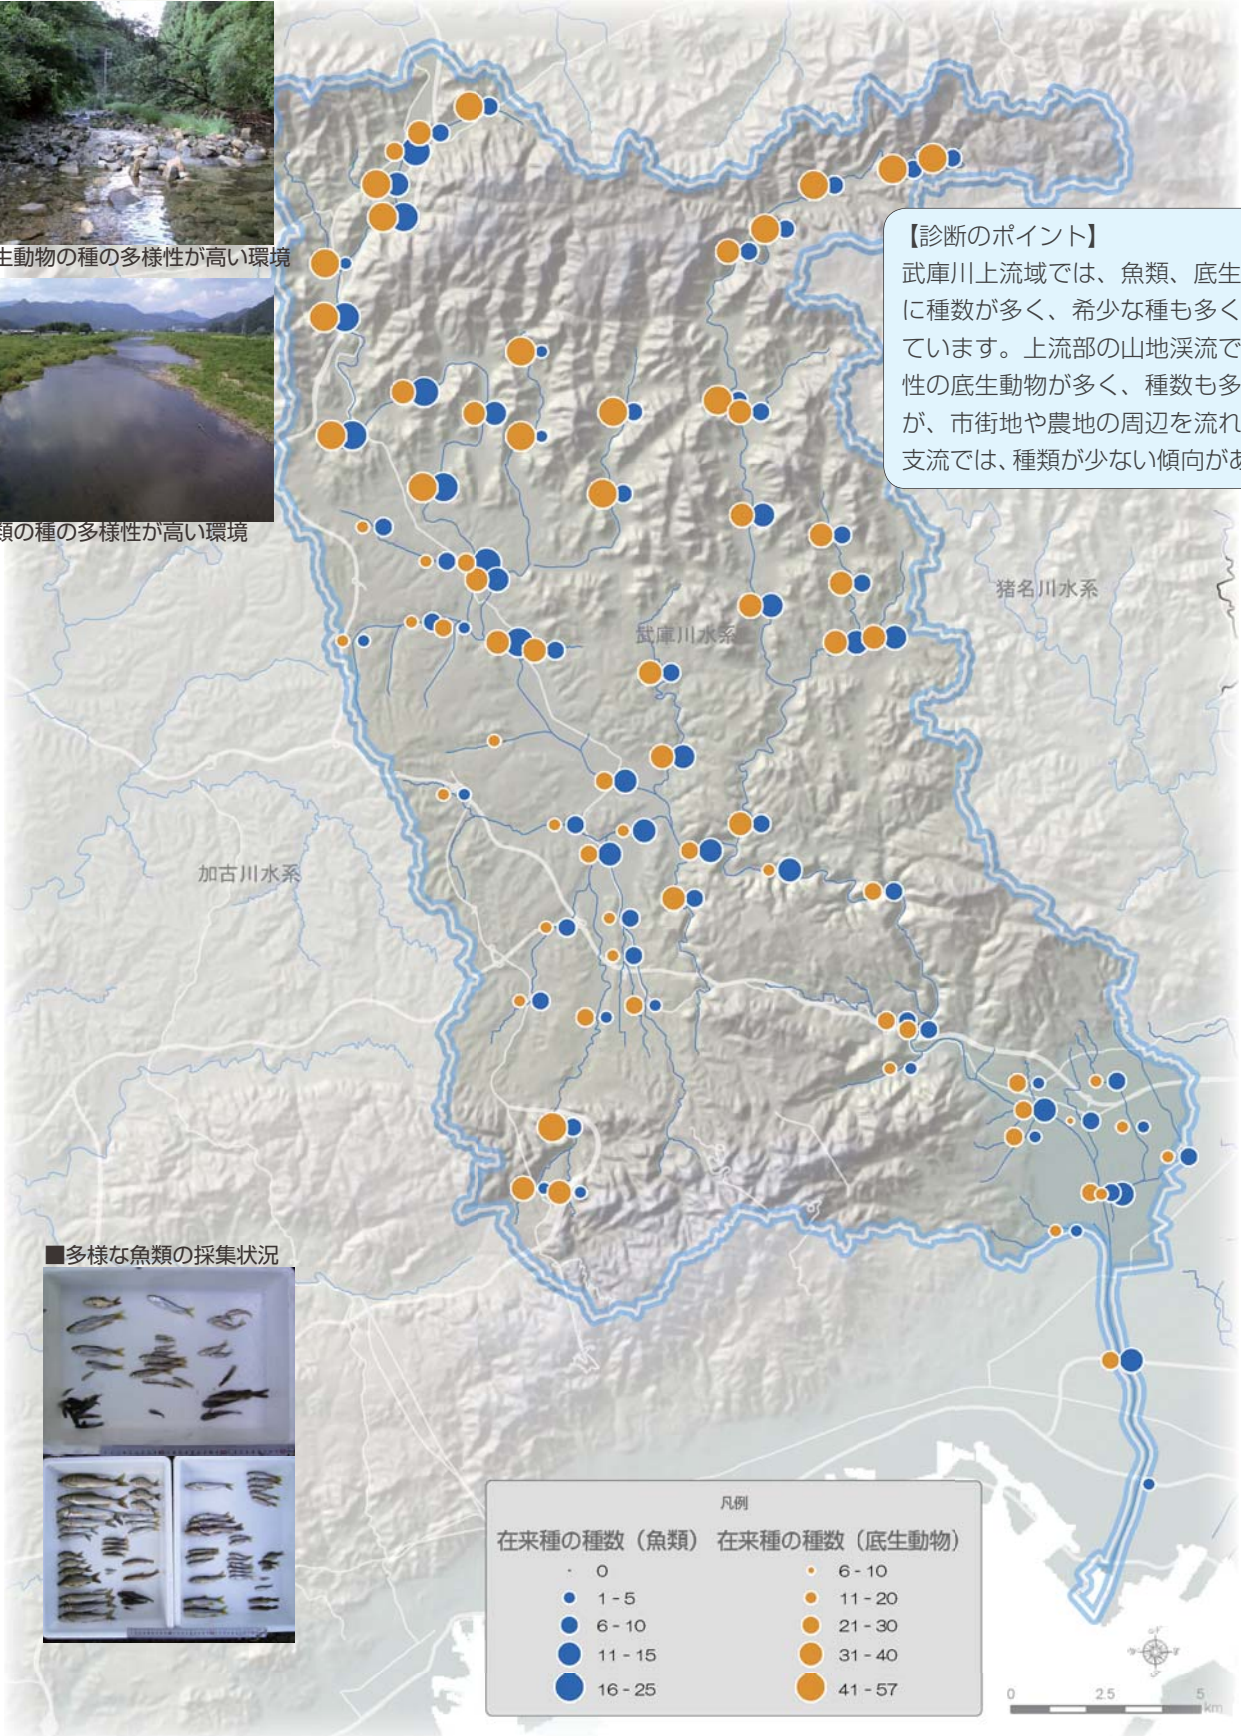 生動物の種の多様性が高い環境
類の種の多様性が高い環境
【診断のポイント】
武庫川上流域では、魚類、底生
に種数が多く、希少な種も多く
ています。上流部の山地渓流で
性の底生動物が多く、種数も多
が、市街地や農地の周辺を流れ
支流では、種類が少ない傾向があ
猪名川水系
武庫川水系
加古川水系
■多様な魚類の採集状況
凡例
在来種の種数（魚類） 在来種の種数（底生動物）
0 6 - 10
1 - 5 11 - 20
6 - 10 21 - 30
11 - 15 31 - 40
16 - 25 41 - 57
0 2.5 5
km